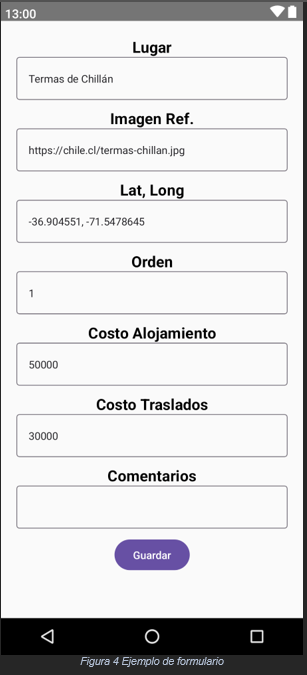 13:00
Lugar
Termas de Chillán
Imagen Ref.
https://chile.cl/termas-chillan.jpg
Lat, Long
-36.904551, -71.5478645
Orden
1
Costo Alojamiento
50000
Costo Traslados
30000
Comentarios
Guardar
Figura 4 Ejemplo de formulario